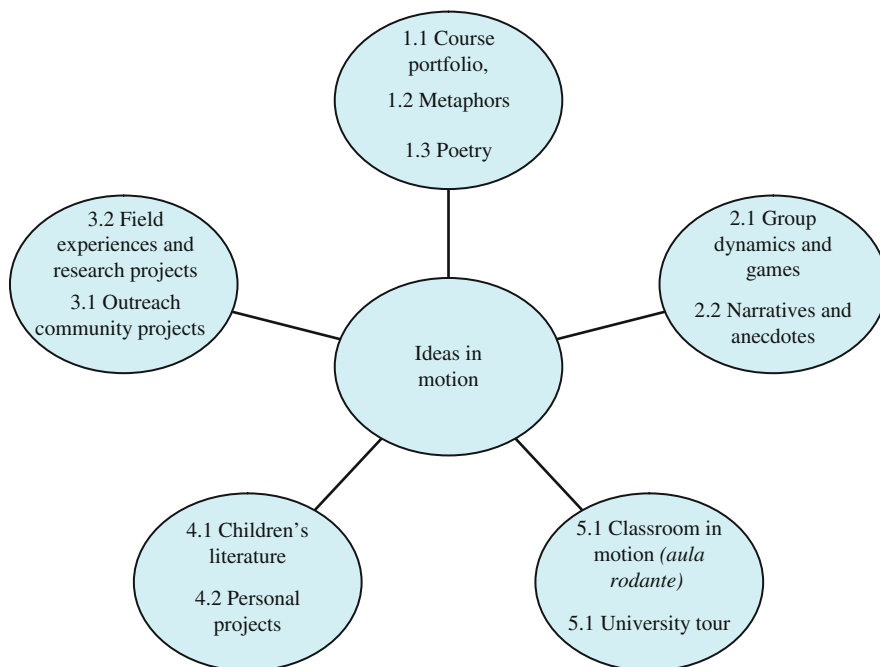 1.1 Course
portfolio,
1.2 Metaphors
1.3 Poetry
3.2 Field
experiences and
research projects
3.1 Outreach
community projects
2.1 Group
dynamics and
games
2.2 Narratives and
anecdotes
Ideas in
motion
4.1 Children’s
literature
4.2 Personal
projects
5.1 Classroom in
motion (aula
rodante)
5.1 University tour